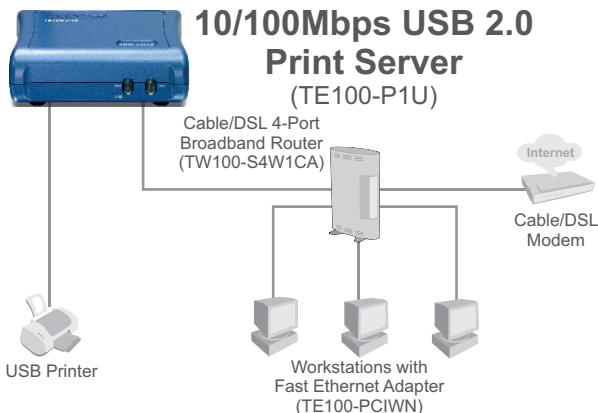 10/100Mbps USB 2.0
Print Server
(TE100-P1U)
Cable/DSL 4-Port
Broadband Router
(TW100-S4W1CA)
Internet
Cable/DSL
Modem
USB Printer
Workstations with
Fast Ethernet Adapter
(TE100-PCIWN)